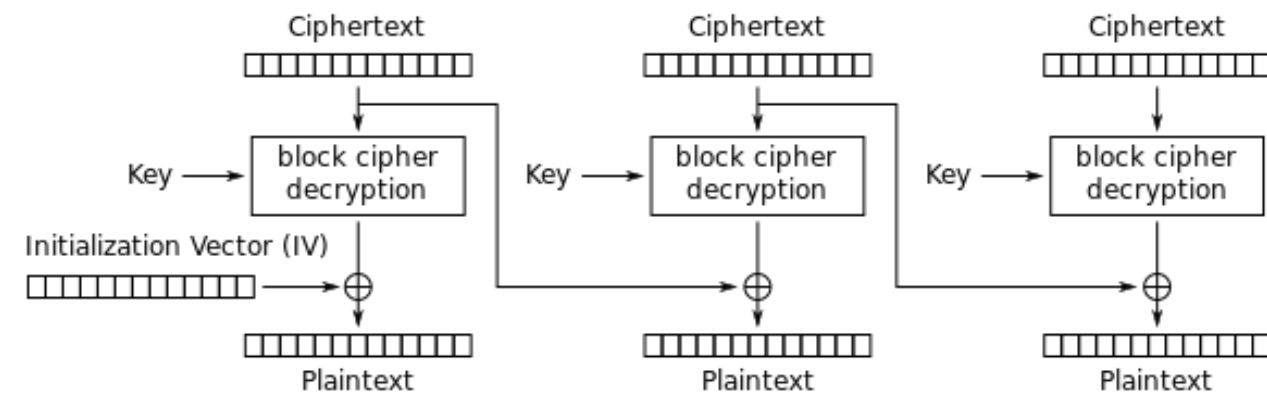 Ciphertext
Ciphertext
Ciphertext
Key
block cipher
decryption
Key
block cipher
decryption
Key
block cipher
decryption
Initialization Vector (IV)
Plaintext
Plaintext
Plaintext